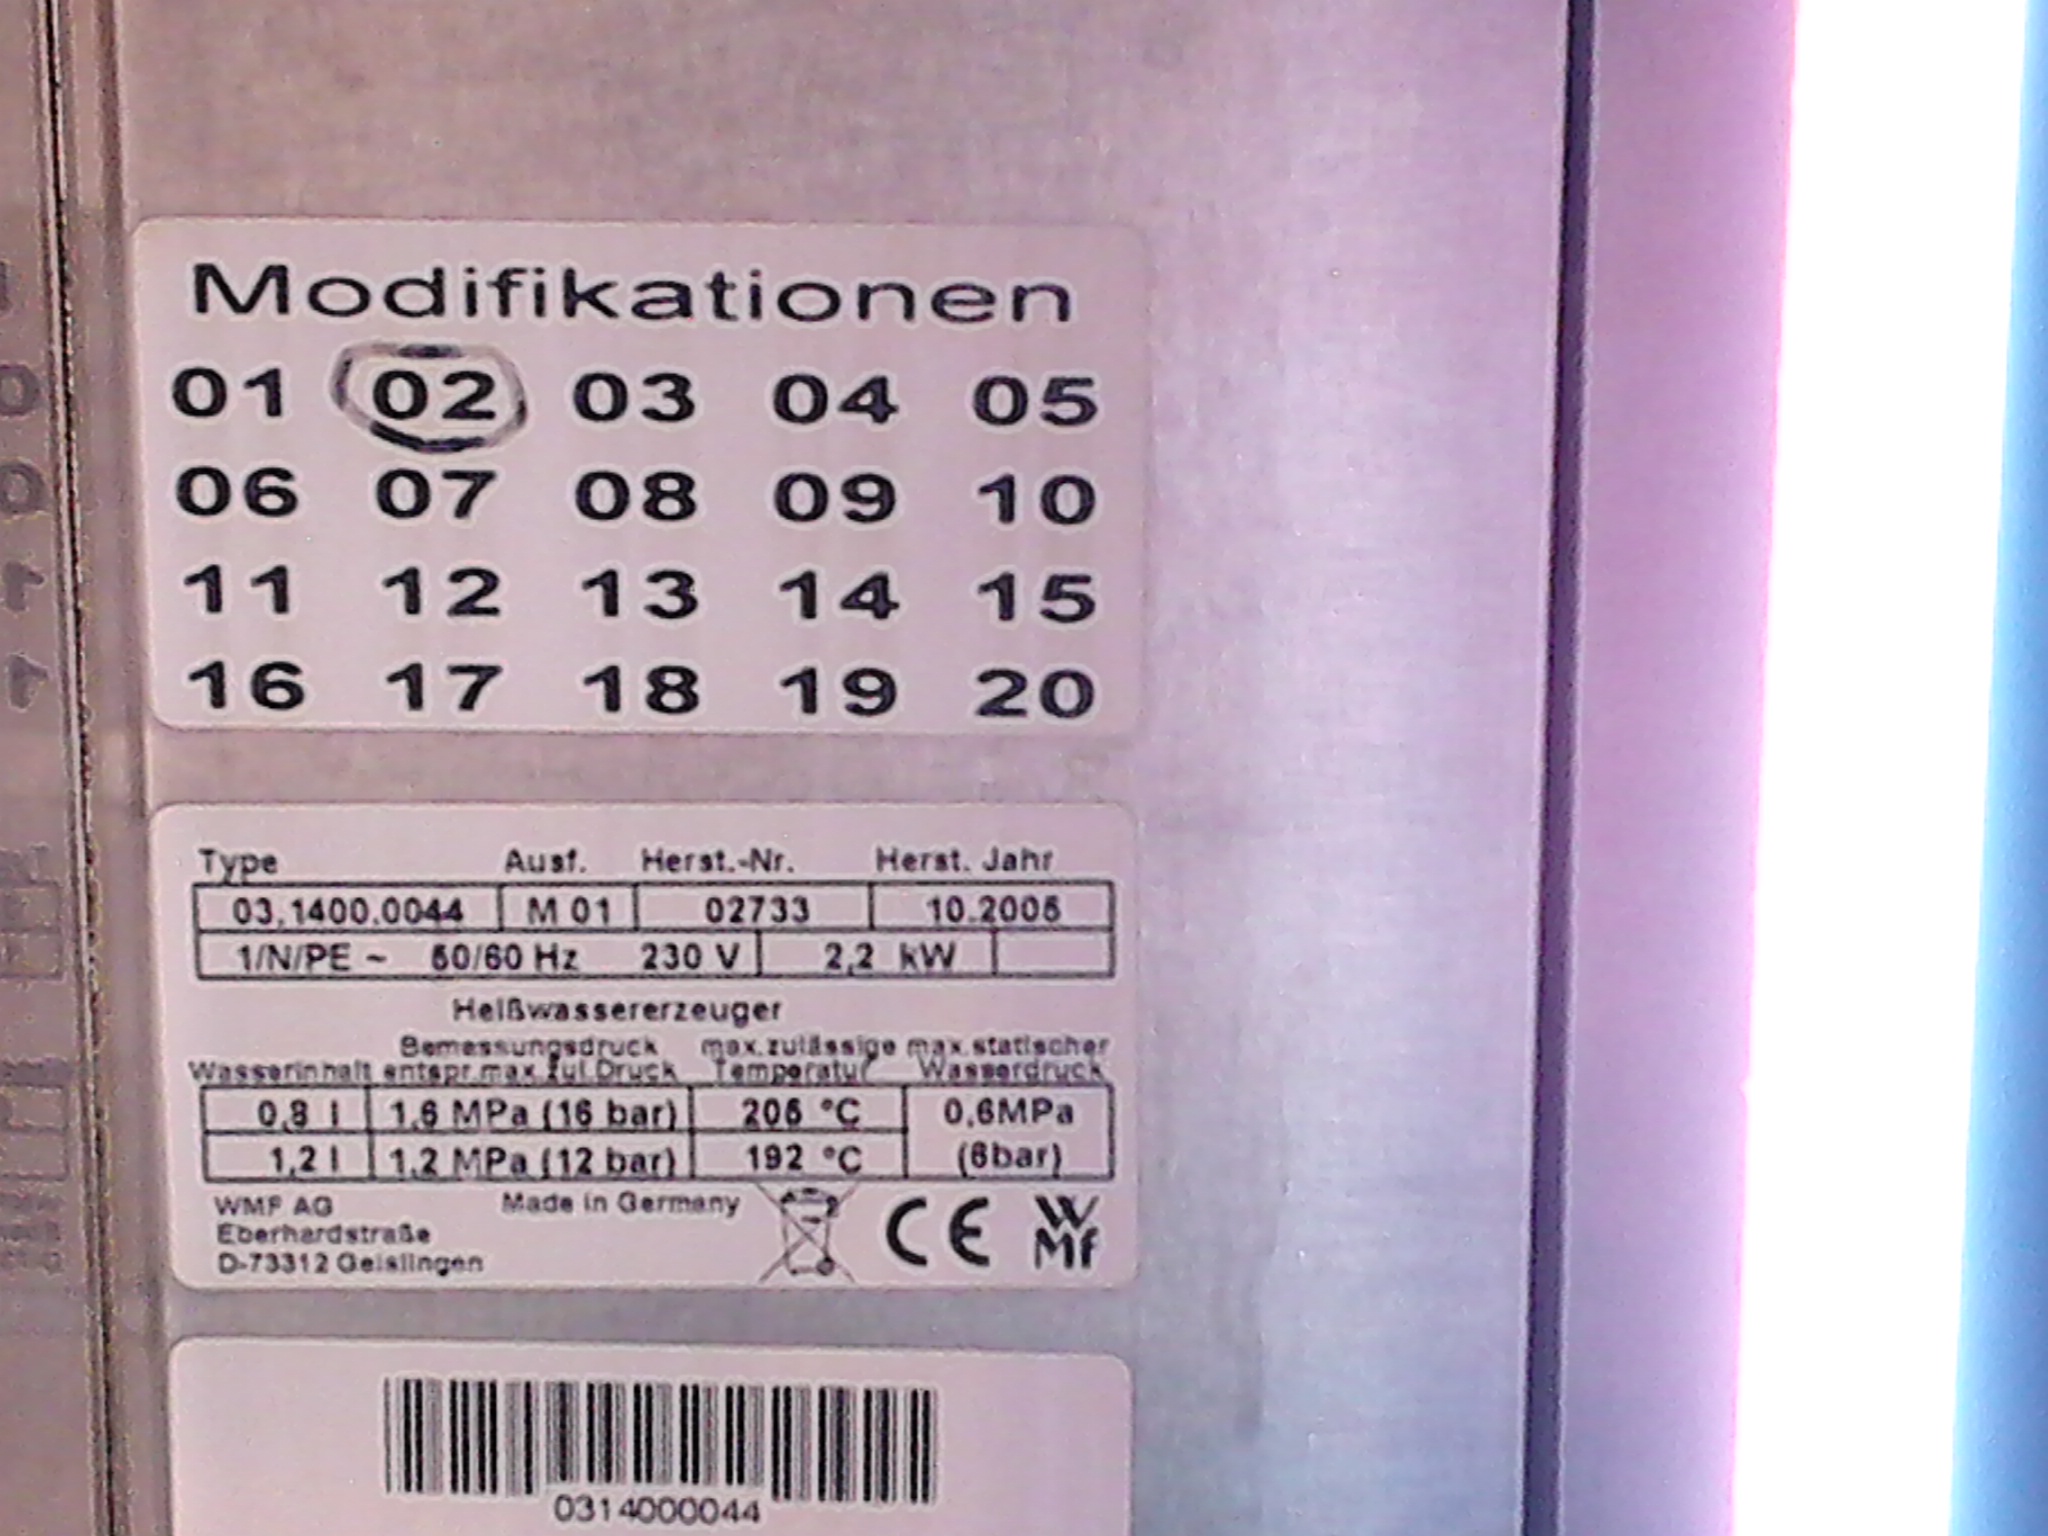 Modifikationen
01 02 03 04 05
06 07 08 09 10
11 12 13 14 15
16 17 18 19 20
Type Ausf. Herst.-Nr. Herst. Jahr
03.1400.0044 M 01 02733 10.2005
1/N/PE ~ 50/60 Hz 230 V 2,2 kW
Heißwassererzeuger
Bemessungsdruck max.zulässige max.statischer
Wasserinhalt entspr.max.zul.Druck Temperatur Wasserdruck
0,8 l 1,6 MPa (16 bar) 205 °C 0,6MPa
1,2 l 1,2 MPa (12 bar) 192 °C (6bar)
WMF AG Made in Germany
Eberhardstraße
D-73312 Geislingen
CE
WMF
0314000044